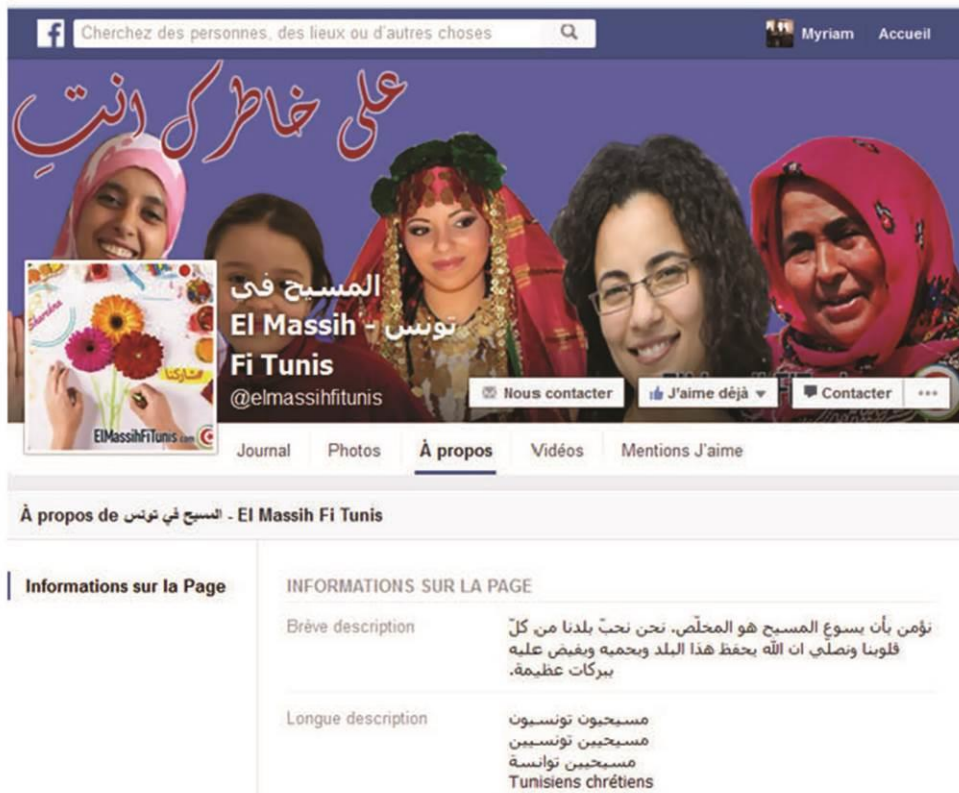 Cherchez des personnes, des lieux ou d'autres choses
Myriam Accueil
على خاطرك انتِ
Sharekna
شاركنا
ElMassihFiTunis.com
المسيح في
تونس - El Massih
Fi Tunis
@elmassihfitunis
Nous contacter
J'aime déjà
Contacter
Journal Photos À propos Vidéos Mentions J'aime
À propos de المسيح في تونس - El Massih Fi Tunis
Informations sur la Page
INFORMATIONS SUR LA PAGE
Brève description
نؤمن بأن يسوع المسيح هو المخلّص، نحن نحبّ بلدنا من كلّ
قلوبنا ونصلّي ان الله يحفظ هذا البلد ويحميه ويفيض عليه
ببركات عظيمة.
Longue description
مسيحيون تونسيون
مسيحيين تونسيين
مسيحيين توانسة
Tunisiens chrétiens